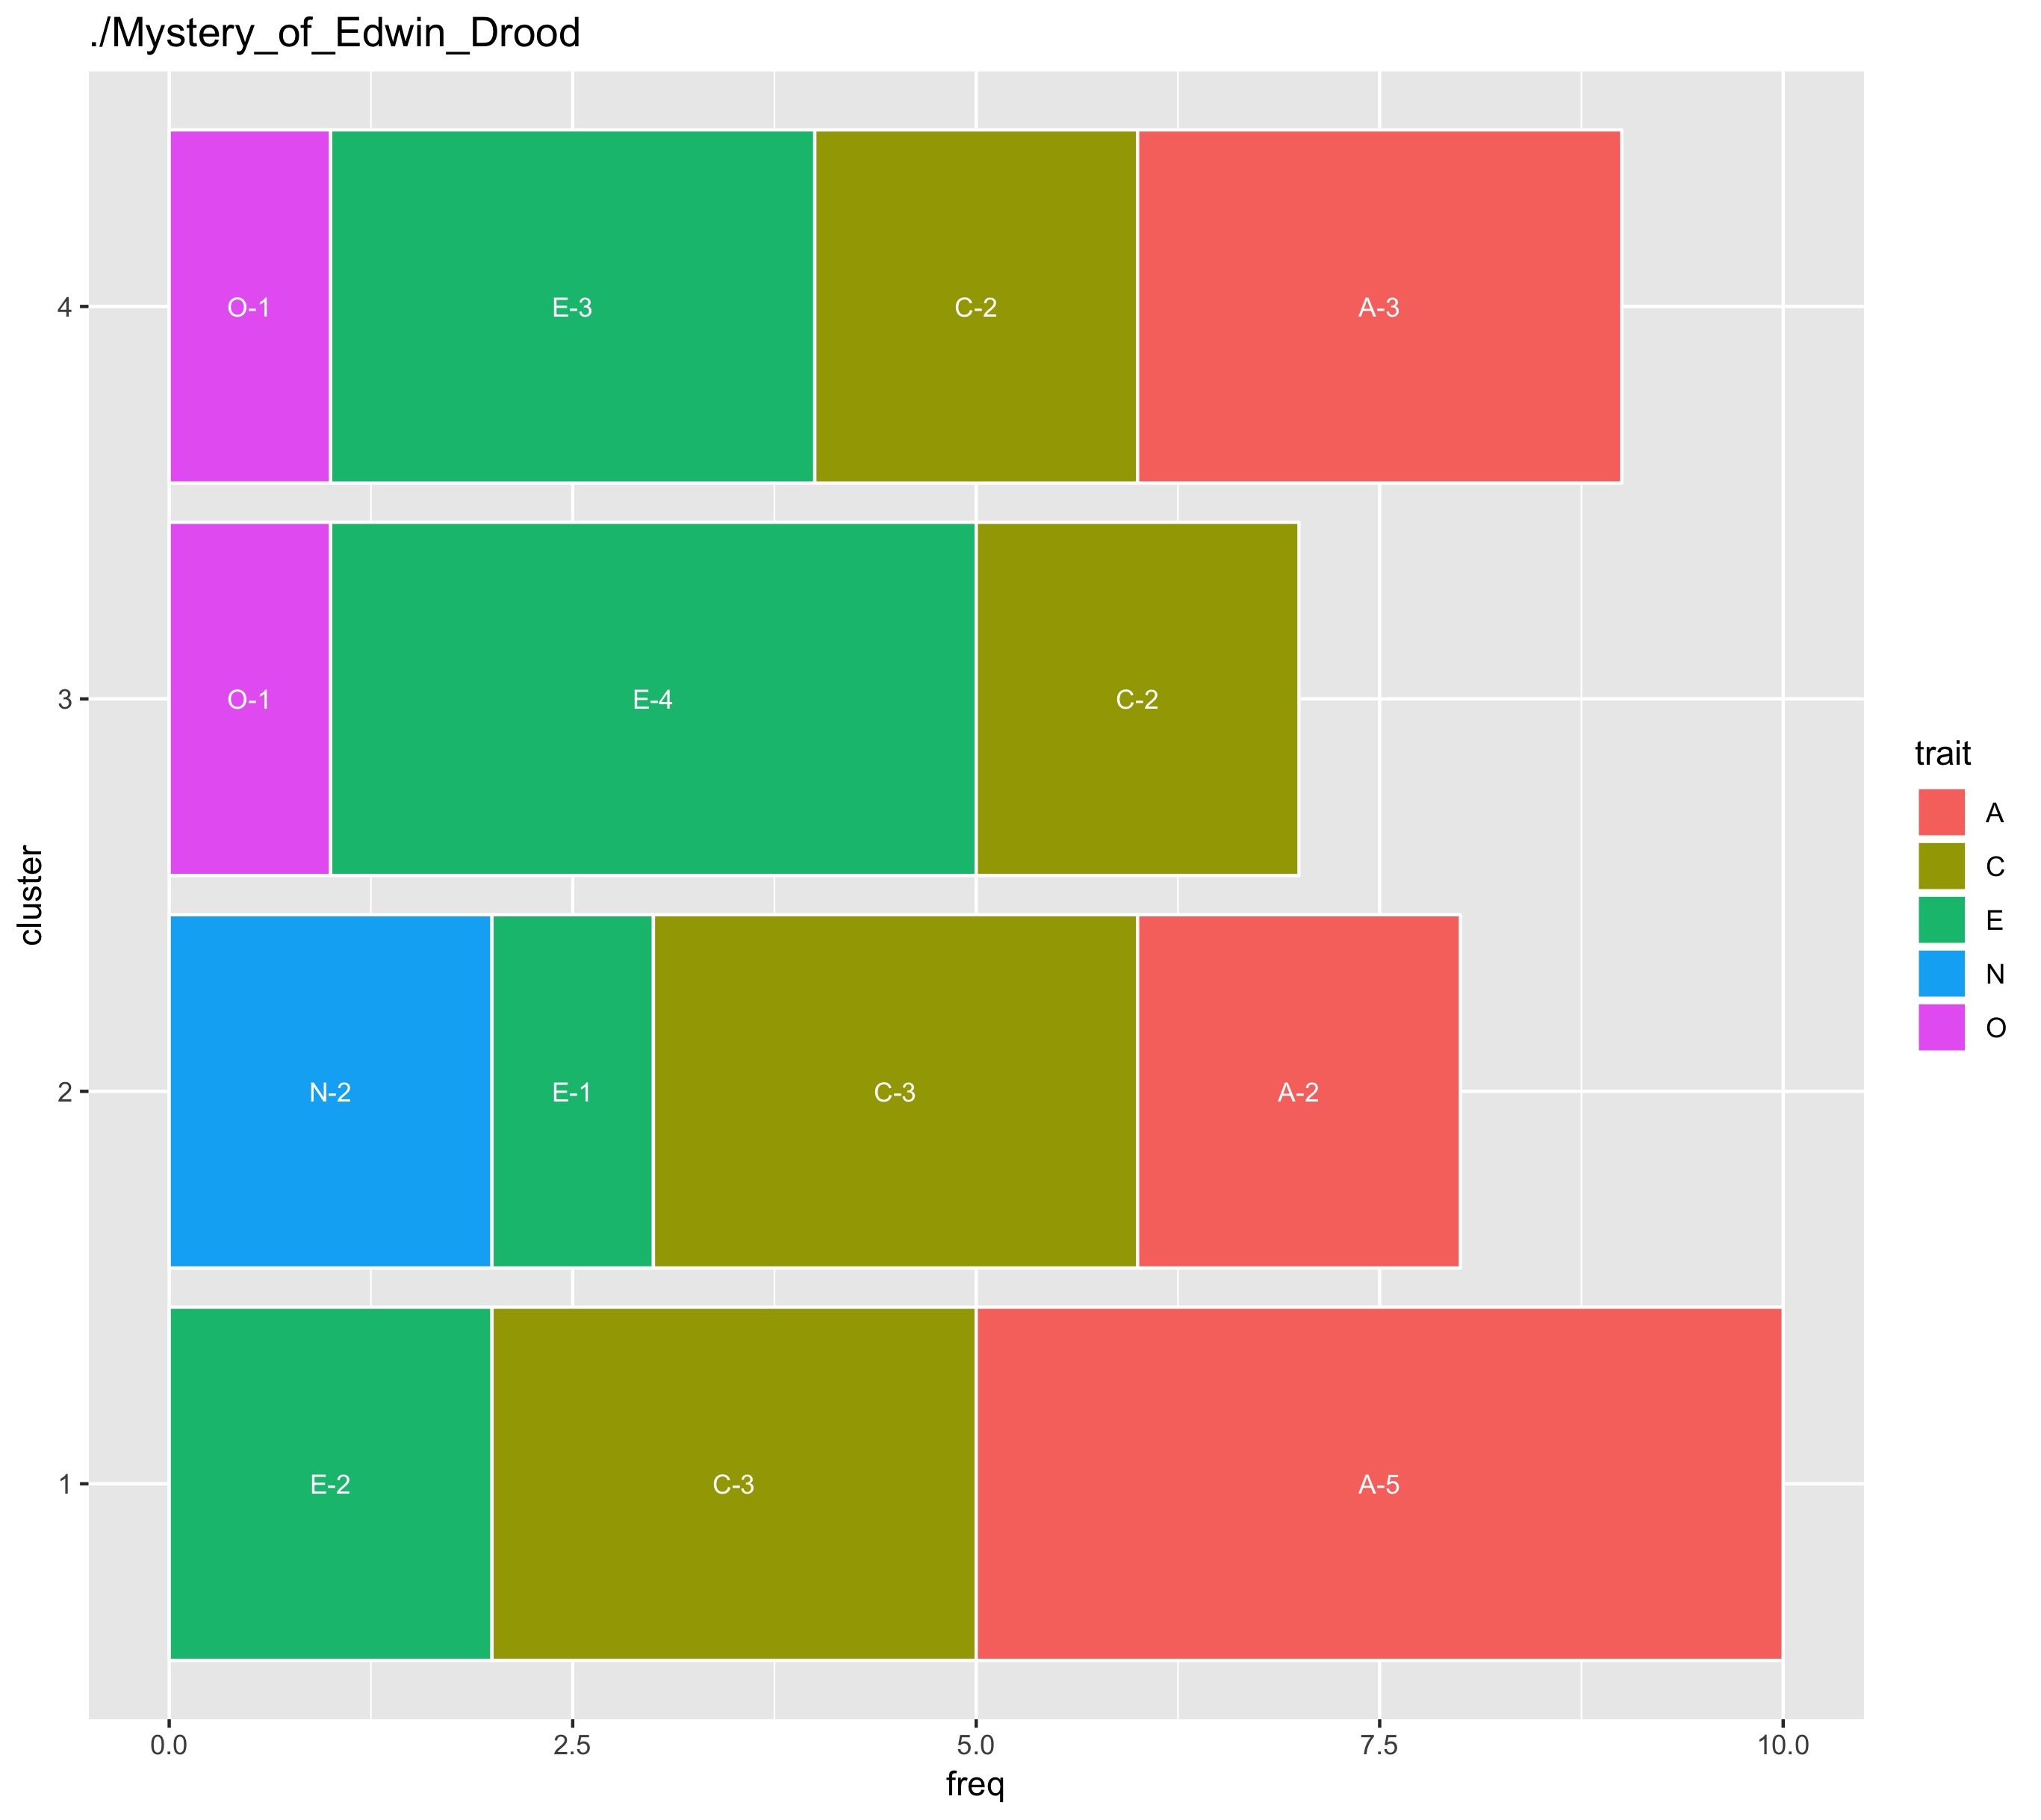 ./Mystery_of_Edwin_Drood
4
O-1
E-3
C-2
A-3
3
O-1
E-4
C-2
2
N-2
E-1
C-3
A-2
1
E-2
C-3
A-5
0.0
2.5
5.0
7.5
10.0
freq
cluster
trait
A
C
E
N
O